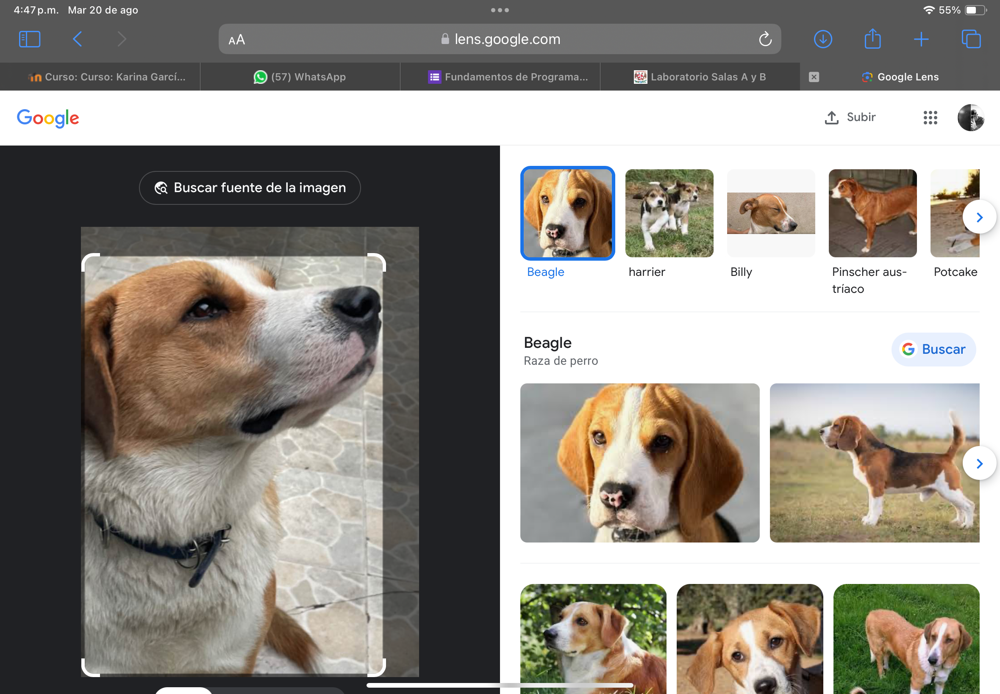 4:47 p.m. Mar 20 de ago
55%
AA
lens.google.com
Curso: Curso: Karina Garcí...
(57) WhatsApp
Fundamentos de Programa...
Laboratorio Salas A y B
Google Lens
Google
Subir
Buscar fuente de la imagen
Beagle
harrier
Billy
Pinscher aus-
tríaco
Potcake
Beagle
Raza de perro
Buscar